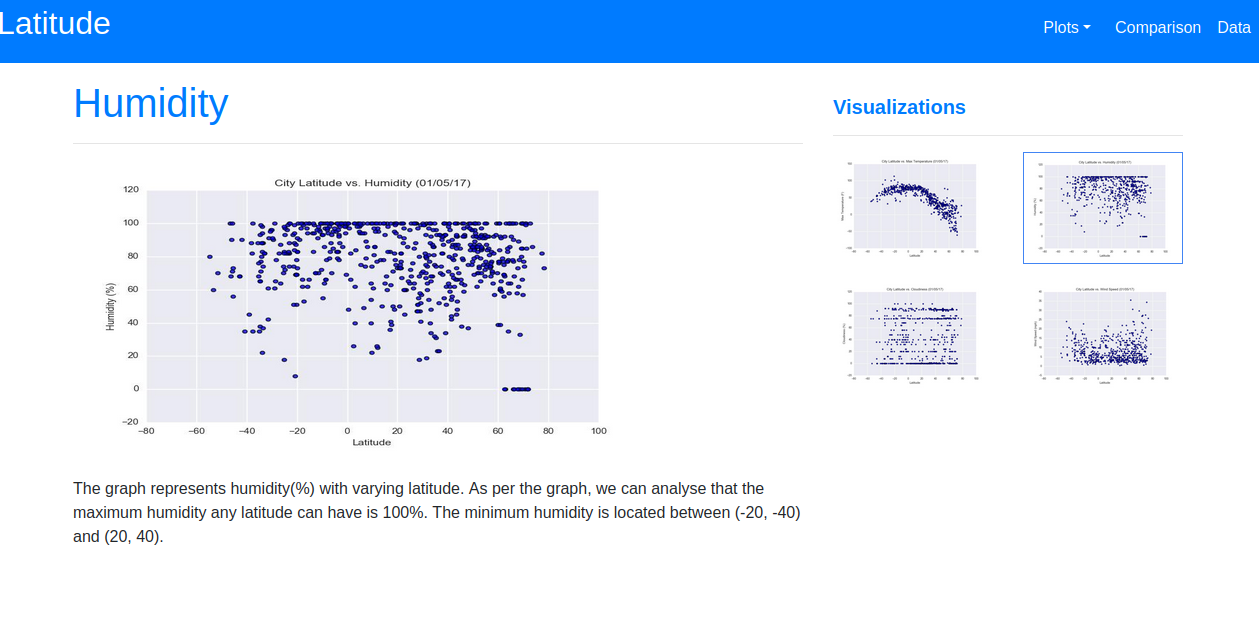 Latitude
Plots
Comparison
Data
Humidity
City Latitude vs. Humidity (01/05/17)
120
100
80
60
40
20
0
−20
Humidity (%)
−80 −60 −40 −20 0 20 40 60 80 100
Latitude
The graph represents humidity(%) with varying latitude. As per the graph, we can analyse that the
maximum humidity any latitude can have is 100%. The minimum humidity is located between (-20, -40)
and (20, 40).
Visualizations
City Latitude vs. Max Temperature (01/05/17)
Latitude
City Latitude vs. Humidity (01/05/17)
Latitude
City Latitude vs. Cloudiness (01/05/17)
Latitude
City Latitude vs. Wind Speed (01/05/17)
Latitude